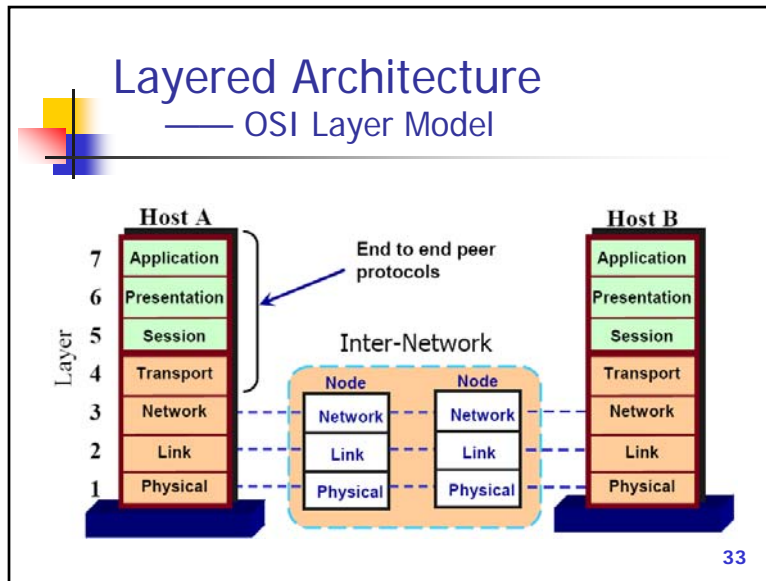 Layered Architecture
—— OSI Layer Model
Host A
Host B
End to end peer
protocols
Layer
7
6
5
4
3
2
1
Application
Presentation
Session
Transport
Network
Link
Physical
Inter-Network
Node
Network
Link
Physical
Node
Network
Link
Physical
Application
Presentation
Session
Transport
Network
Link
Physical
33